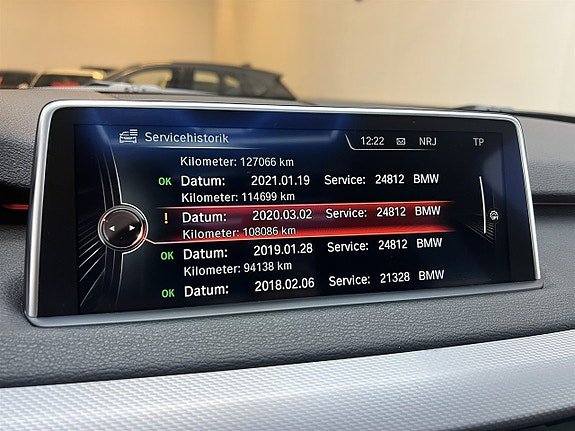 Servicehistorik 12:22 NRJ TP
Kilometer: 127066 km
OK Datum: 2021.01.19 Service: 24812 BMW
Kilometer: 114699 km
! Datum: 2020.03.02 Service: 24812 BMW
Kilometer: 108086 km
OK Datum: 2019.01.28 Service: 24812 BMW
Kilometer: 94138 km
OK Datum: 2018.02.06 Service: 21328 BMW